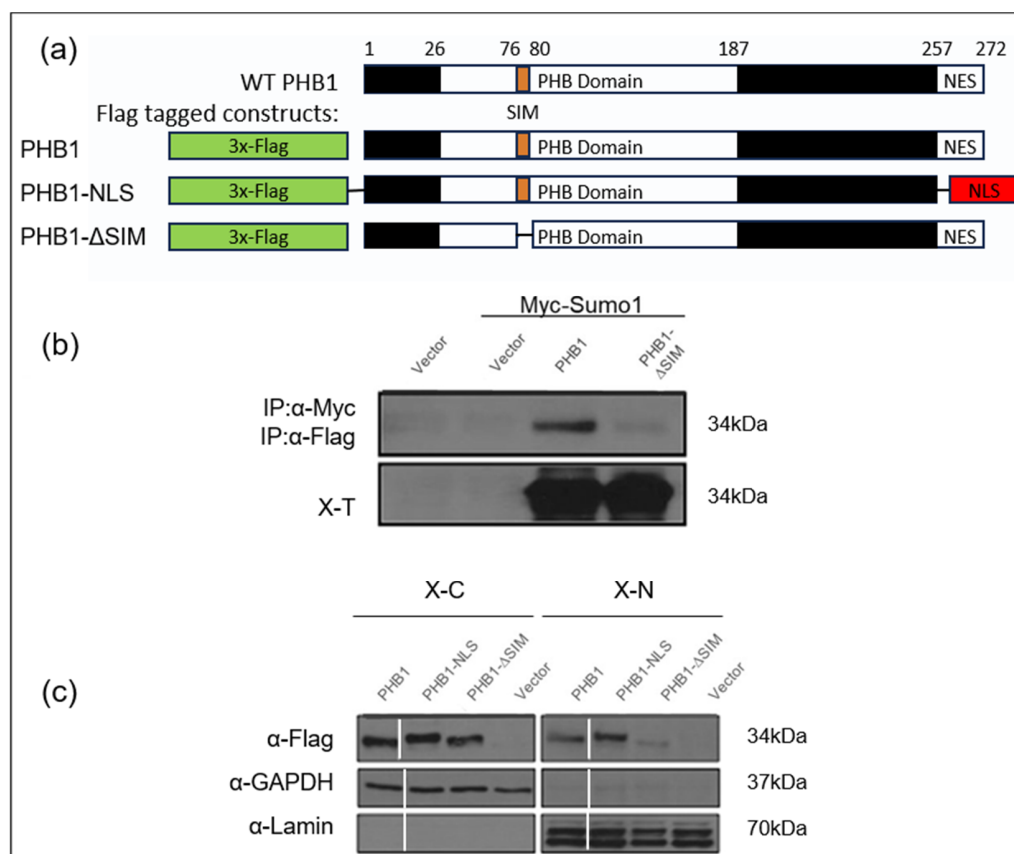 (a)
1 26 76 80 187 257 272
WT PHB1 PHB Domain NES
Flag tagged constructs: SIM
PHB1 3x-Flag PHB Domain NES
PHB1-NLS 3x-Flag PHB Domain NLS
PHB1-ΔSIM 3x-Flag PHB Domain NES
(b)
Myc-Sumo1
Vector Vector PHB1 PHB1-ΔSIM
IP:α-Myc
IP:α-Flag 34kDa
X-T 34kDa
(c)
X-C X-N
PHB1 PHB1-NLS PHB1-ΔSIM Vector PHB1 PHB1-NLS PHB1-ΔSIM Vector
α-Flag 34kDa
α-GAPDH 37kDa
α-Lamin 70kDa